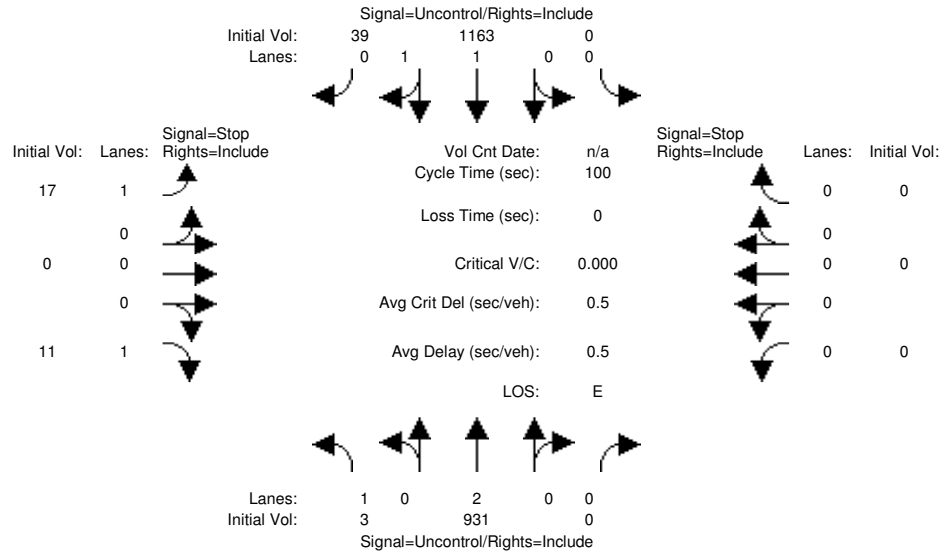 Signal=Uncontrol/Rights=Include
Initial Vol: 39 1163 0
Lanes: 0 1 1 0 0
Signal=Stop Signal=Stop
Initial Vol: Lanes: Rights=Include Vol Cnt Date: n/a Rights=Include Lanes: Initial Vol:
Cycle Time (sec): 100
17 1 0 0
Loss Time (sec): 0
0 0
0 0 Critical V/C: 0.000 0 0
0 Avg Crit Del (sec/veh): 0.5 0
11 1 Avg Delay (sec/veh): 0.5 0 0
LOS: E
Lanes: 1 0 2 0 0
Initial Vol: 3 931 0
Signal=Uncontrol/Rights=Include